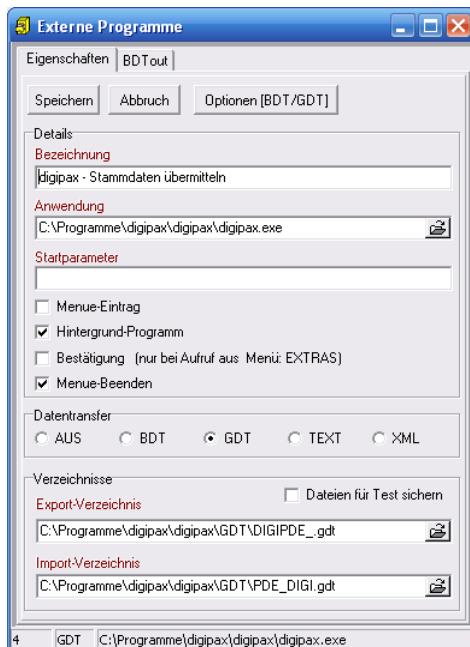 Externe Programme
Eigenschaften BDTout
Speichern Abbruch Optionen [BDT/GDT]
Details
Bezeichnung
digipax - Stammdaten übermitteln
Anwendung
C:\Programme\digipax\digipax\digipax.exe
Startparameter
Menue-Eintrag
Hintergrund-Programm
Bestätigung (nur bei Aufruf aus Menü: EXTRAS)
Menue-Beenden
Datentransfer
AUS BDT GDT TEXT XML
Verzeichnisse
Dateien für Test sichern
Export-Verzeichnis
C:\Programme\digipax\digipax\GDT\DIGIPDE_.gdt
Import-Verzeichnis
C:\Programme\digipax\digipax\GDT\PDE_DIGI.gdt
4 GDT C:\Programme\digipax\digipax\digipax.exe